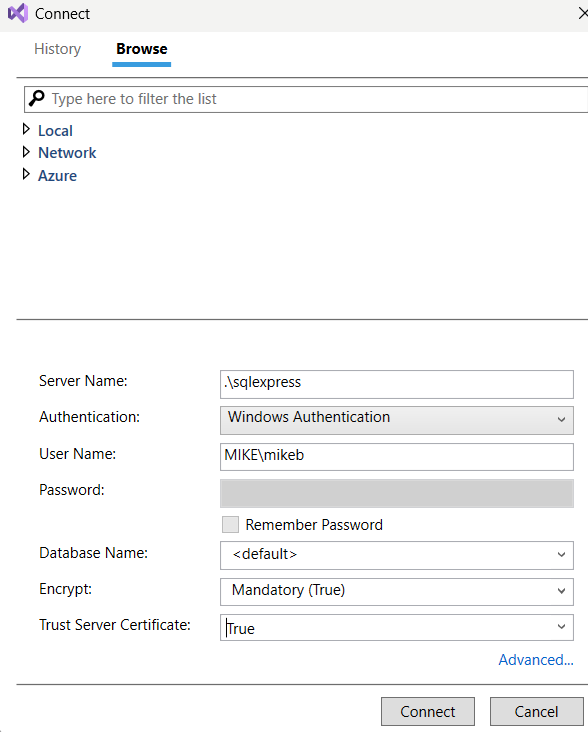 Connect
History Browse
Type here to filter the list
Local
Network
Azure
Server Name: .\sqlexpress
Authentication: Windows Authentication
User Name: MIKE\mikeb
Password:
Remember Password
Database Name: <default>
Encrypt: Mandatory (True)
Trust Server Certificate: True
Advanced...
Connect Cancel